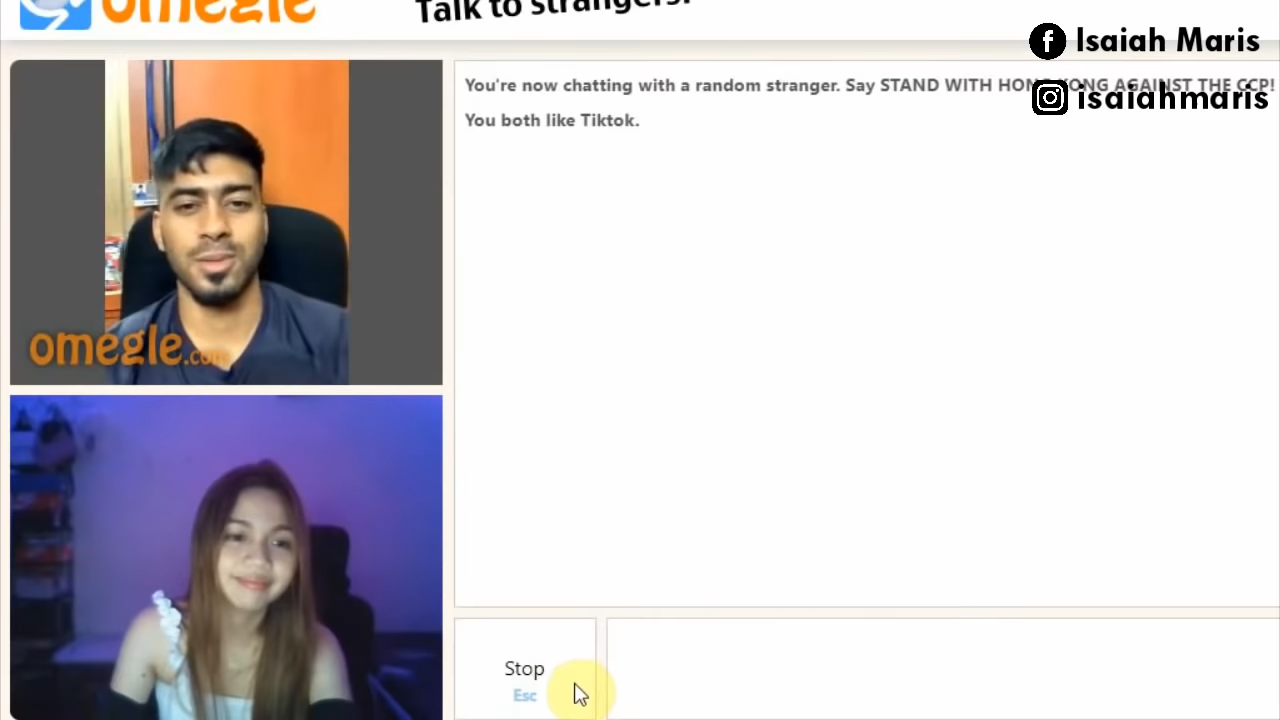 omegle
Talk to strangers!
Isaiah Maris
isaiahmaris
You're now chatting with a random stranger. Say STAND WITH HONG KONG AGAINST THE CCP!
You both like Tiktok.
omegle.com
Stop
Esc